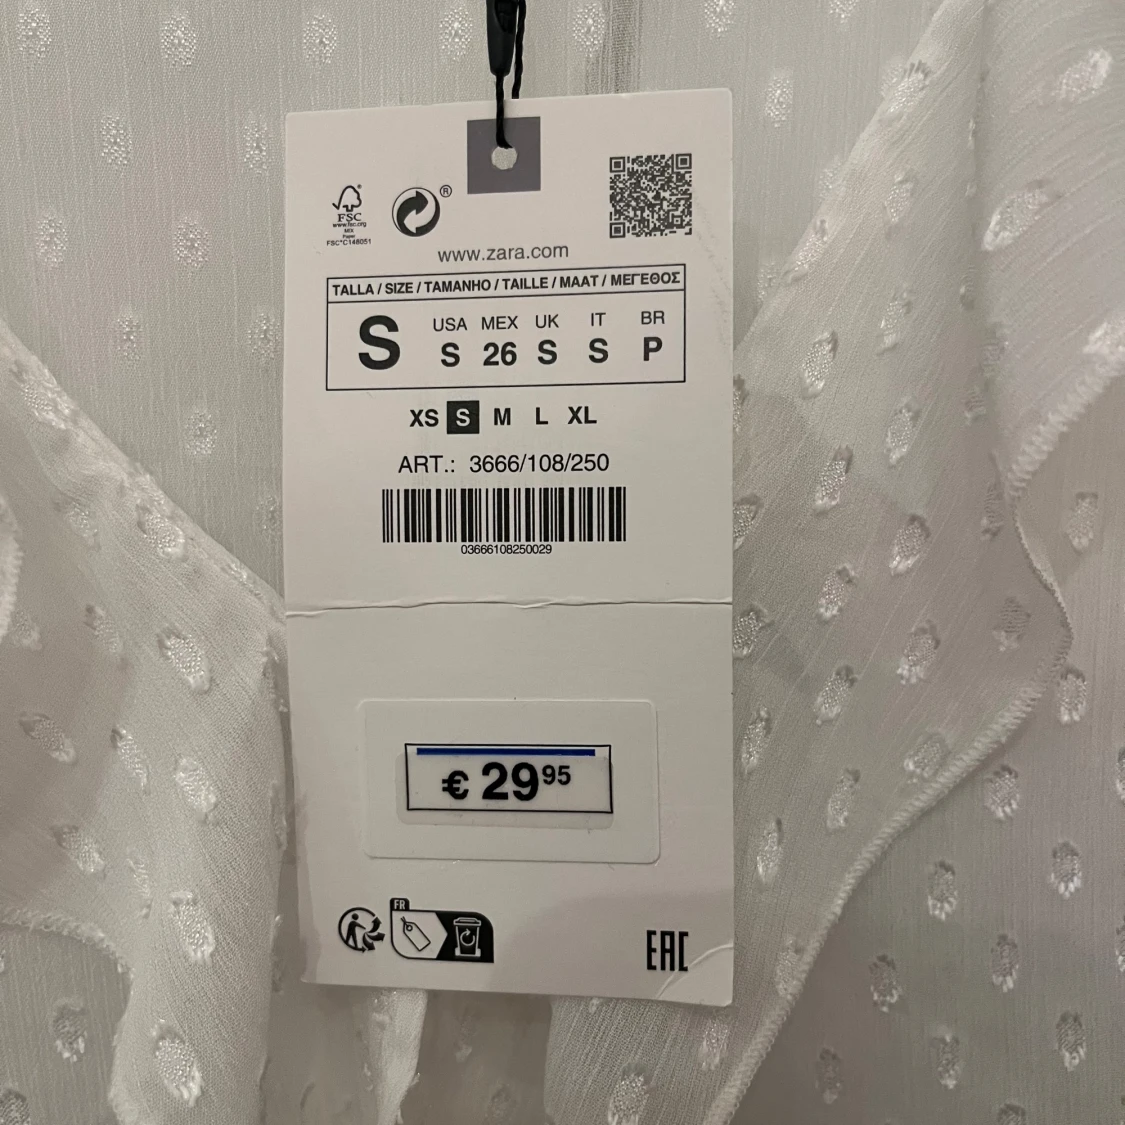 FSC
www.fsc.org
MIX
Paper
FSC® C148051
®
www.zara.com
TALLA / SIZE / TAMANHO / TAILLE / MAAT / ΜΕΓΕΘΟΣ
USA MEX UK IT BR
S S 26 S S P
XS S M L XL
ART.: 3666/108/250
03666108250029
€ 29 95
FR
EAC